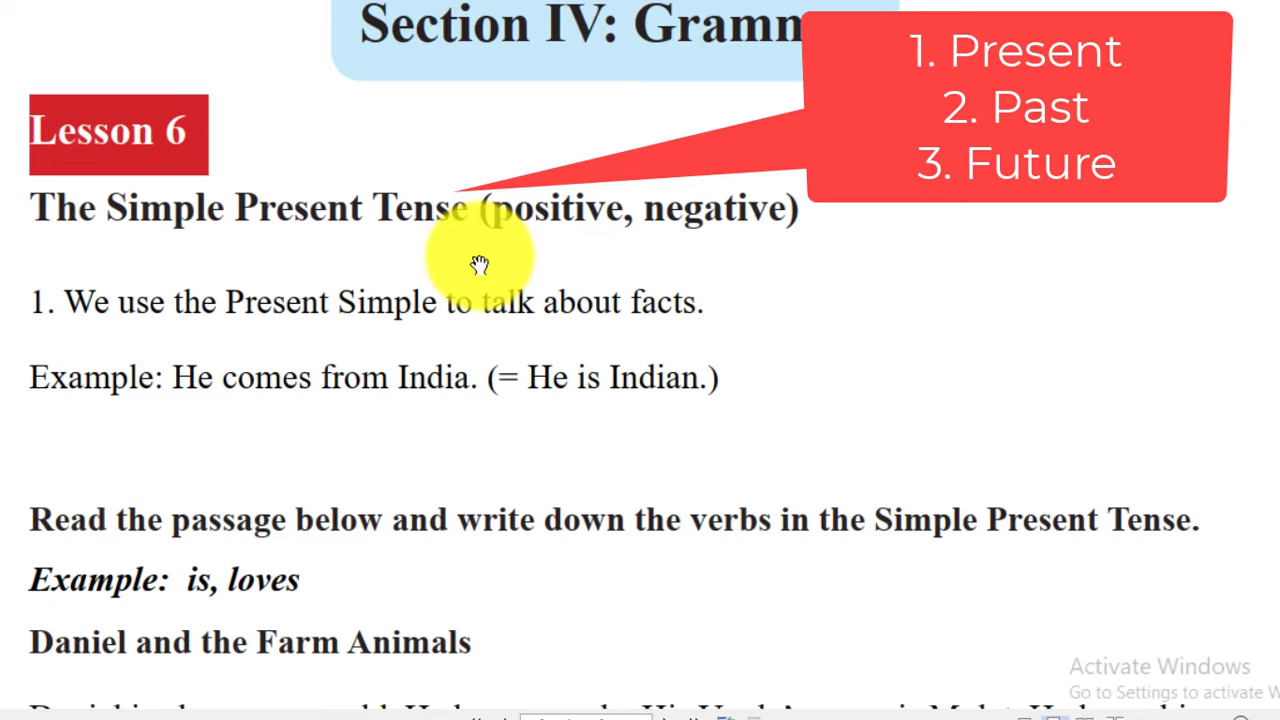 Section IV: Gramm
1. Present
2. Past
3. Future
Lesson 6
The Simple Present Tense (positive, negative)
1. We use the Present Simple to talk about facts.
Example: He comes from India. (= He is Indian.)
Read the passage below and write down the verbs in the Simple Present Tense.
Example: is, loves
Daniel and the Farm Animals
Activate Windows
Go to Settings to activate W